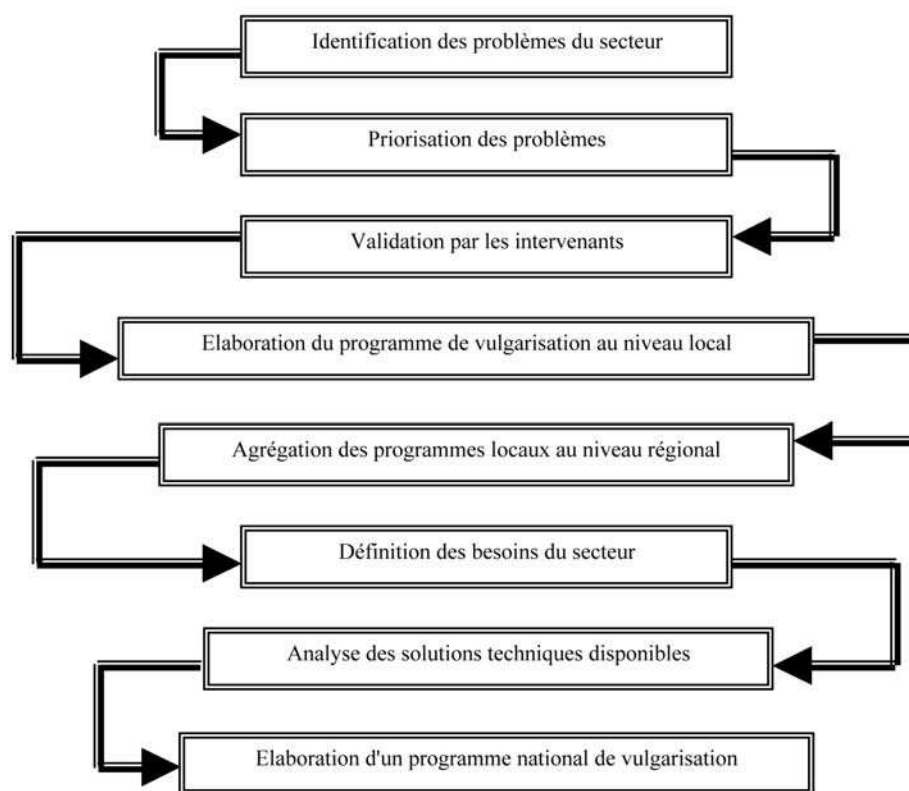 Identification des problèmes du secteur
Priorisation des problèmes
Validation par les intervenants
Elaboration du programme de vulgarisation au niveau local
Agrégation des programmes locaux au niveau régional
Définition des besoins du secteur
Analyse des solutions techniques disponibles
Elaboration d'un programme national de vulgarisation